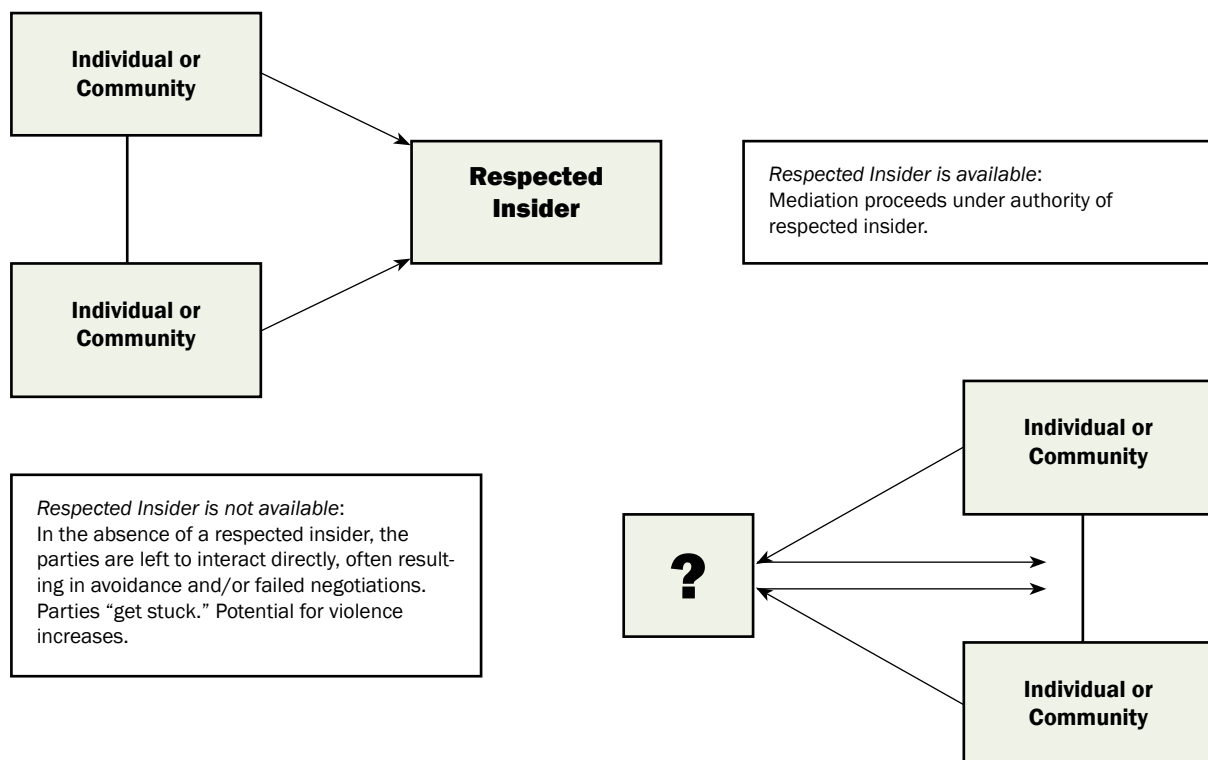 Individual or
Community
Respected
Insider
Individual or
Community
Respected Insider is available:
Mediation proceeds under authority of
respected insider.
Respected Insider is not available:
In the absence of a respected insider, the
parties are left to interact directly, often result-
ing in avoidance and/or failed negotiations.
Parties “get stuck.” Potential for violence
increases.
?
Individual or
Community
Individual or
Community